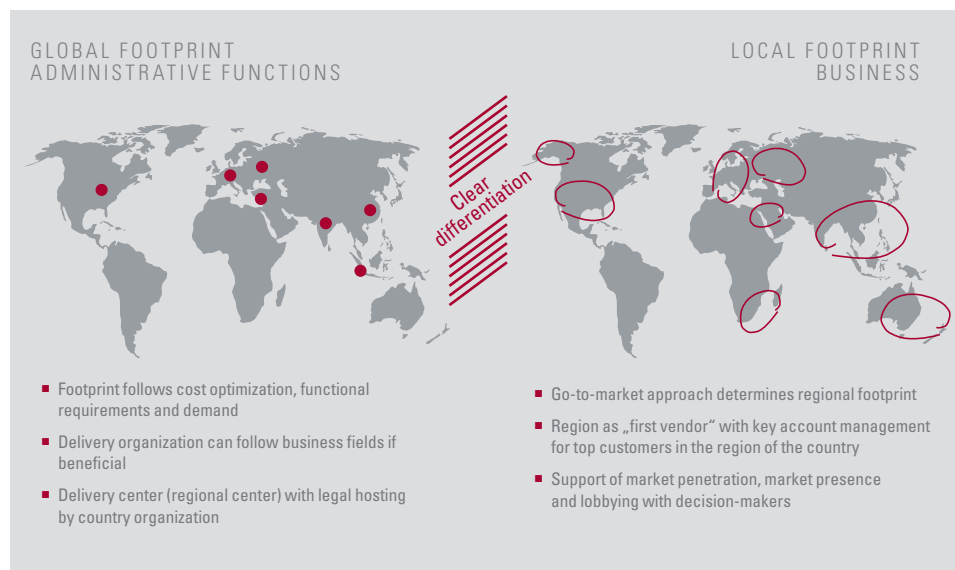 GLOBAL FOOTPRINT
ADMINISTRATIVE FUNCTIONS
LOCAL FOOTPRINT
BUSINESS
Clear
differentiation
■ Footprint follows cost optimization, functional
requirements and demand
■ Delivery organization can follow business fields if
beneficial
■ Delivery center (regional center) with legal hosting
by country organization
■ Go-to-market approach determines regional footprint
■ Region as „first vendor“ with key account management
for top customers in the region of the country
■ Support of market penetration, market presence
and lobbying with decision-makers